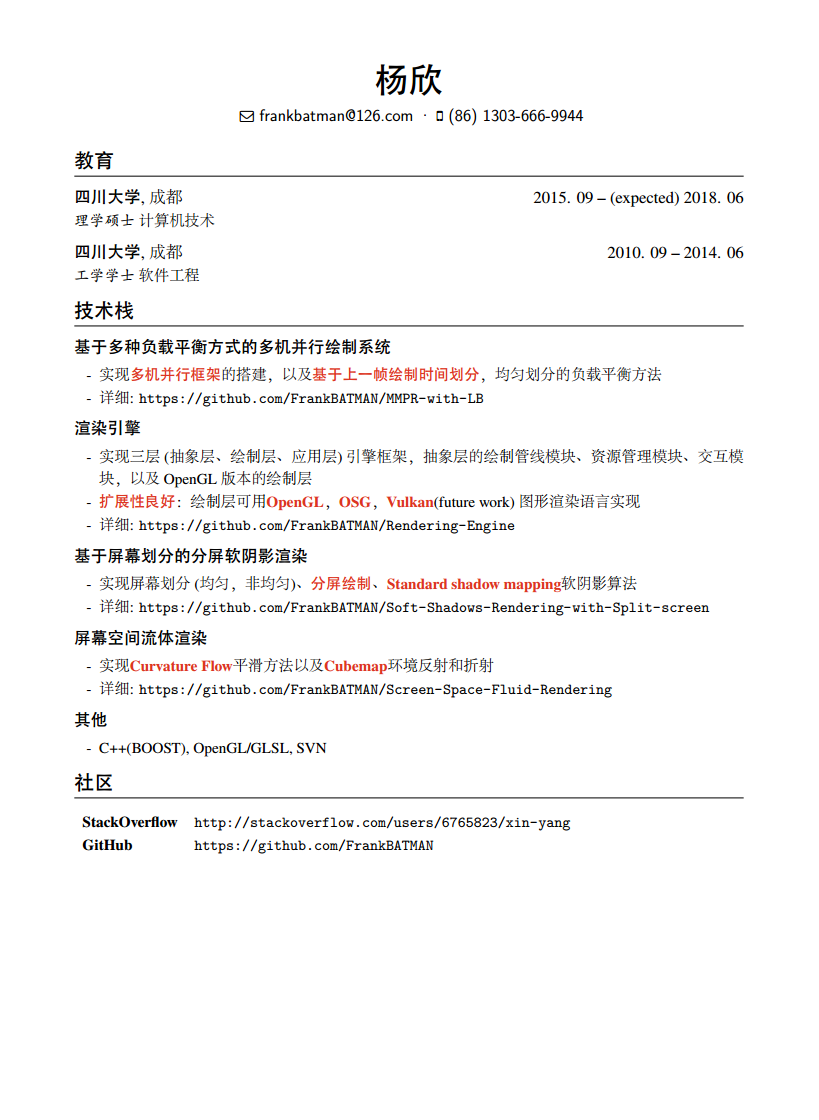 杨欣
frankbatman@126.com · (86) 1303-666-9944
教育
四川大学, 成都 2015. 09 – (expected) 2018. 06
理学硕士 计算机技术
四川大学, 成都 2010. 09 – 2014. 06
工学学士 软件工程
技术栈
基于多种负载平衡方式的多机并行绘制系统
- 实现多机并行框架的搭建，以及基于上一帧绘制时间划分，均匀划分的负载平衡方法
- 详细: https://github.com/FrankBATMAN/MMPR-with-LB
渲染引擎
- 实现三层 (抽象层、绘制层、应用层) 引擎框架，抽象层的绘制管线模块、资源管理模块、交互模
块，以及 OpenGL 版本的绘制层
- 扩展性良好：绘制层可用OpenGL，OSG，Vulkan(future work) 图形渲染语言实现
- 详细: https://github.com/FrankBATMAN/Rendering-Engine
基于屏幕划分的分屏软阴影渲染
- 实现屏幕划分 (均匀，非均匀)、分屏绘制、Standard shadow mapping软阴影算法
- 详细: https://github.com/FrankBATMAN/Soft-Shadows-Rendering-with-Split-screen
屏幕空间流体渲染
- 实现Curvature Flow平滑方法以及Cubemap环境反射和折射
- 详细: https://github.com/FrankBATMAN/Screen-Space-Fluid-Rendering
其他
- C++(BOOST), OpenGL/GLSL, SVN
社区
StackOverflow http://stackoverflow.com/users/6765823/xin-yang
GitHub https://github.com/FrankBATMAN